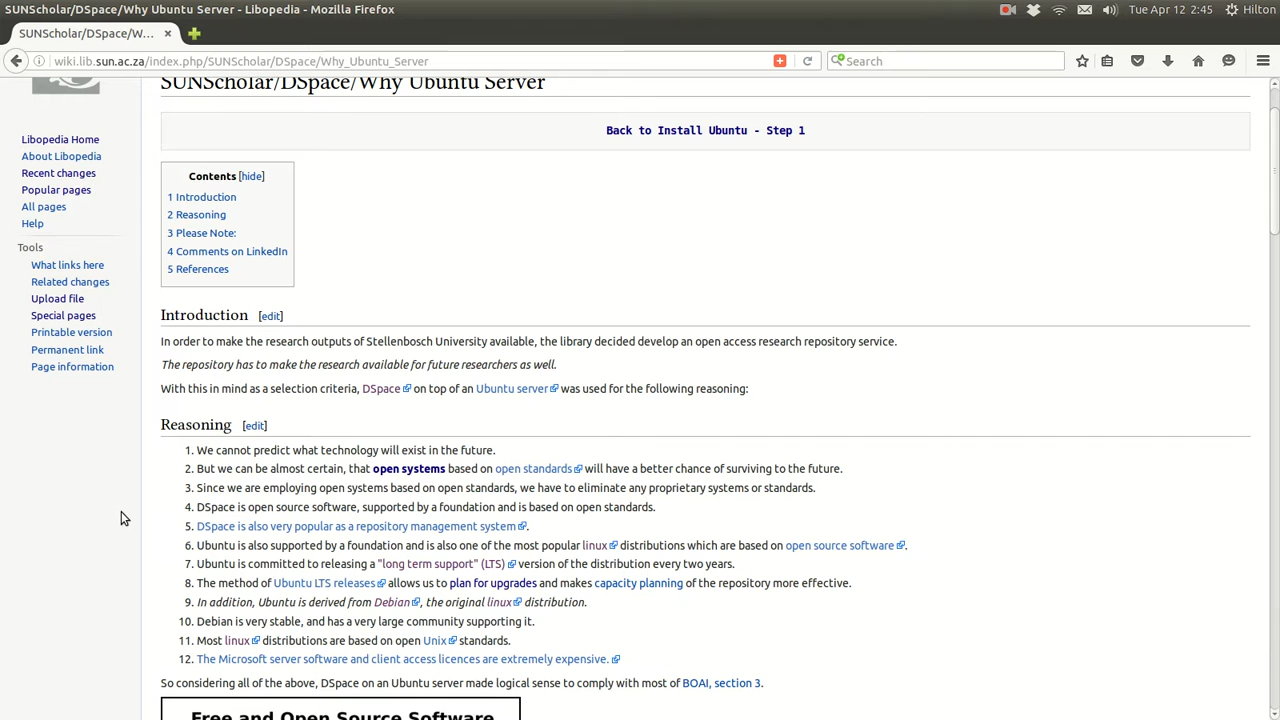 SUNScholar/DSpace/Why Ubuntu Server - Libopedia - Mozilla Firefox
Tue Apr 12 2:45 Hilton
SUNScholar/DSpace/W... ×
wiki.lib.sun.ac.za/index.php/SUNScholar/DSpace/Why_Ubuntu_Server
Search
SUNScholar/DSpace/Why Ubuntu Server
Back to Install Ubuntu - Step 1
Libopedia Home
About Libopedia
Recent changes
Popular pages
All pages
Help
Tools
What links here
Related changes
Upload file
Special pages
Printable version
Permanent link
Page information
Contents [hide]
1 Introduction
2 Reasoning
3 Please Note:
4 Comments on LinkedIn
5 References
Introduction [edit]
In order to make the research outputs of Stellenbosch University available, the library decided develop an open access research repository service.
The repository has to make the research available for future researchers as well.
With this in mind as a selection criteria, DSpace on top of an Ubuntu server was used for the following reasoning:
Reasoning [edit]
1. We cannot predict what technology will exist in the future.
2. But we can be almost certain, that open systems based on open standards will have a better chance of surviving to the future.
3. Since we are employing open systems based on open standards, we have to eliminate any proprietary systems or standards.
4. DSpace is open source software, supported by a foundation and is based on open standards.
5. DSpace is also very popular as a repository management system.
6. Ubuntu is also supported by a foundation and is also one of the most popular linux distributions which are based on open source software.
7. Ubuntu is committed to releasing a "long term support" (LTS) version of the distribution every two years.
8. The method of Ubuntu LTS releases allows us to plan for upgrades and makes capacity planning of the repository more effective.
9. In addition, Ubuntu is derived from Debian, the original linux distribution.
10. Debian is very stable, and has a very large community supporting it.
11. Most linux distributions are based on open Unix standards.
12. The Microsoft server software and client access licences are extremely expensive.
So considering all of the above, DSpace on an Ubuntu server made logical sense to comply with most of BOAI, section 3.
Free and Open Source Software